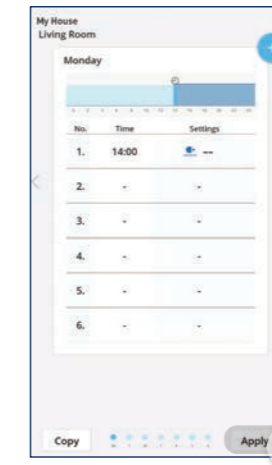 My House
Living Room
Monday
No. Time Settings
1. 14:00 --
2. - -
3. - -
4. - -
5. - -
6. - -
Copy Apply